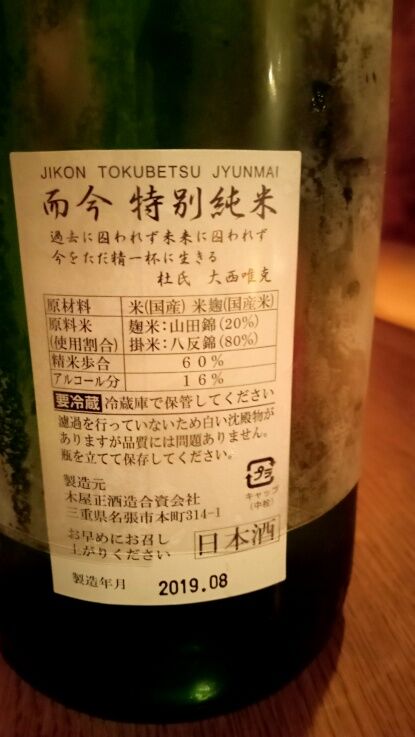 JIKON TOKUBETSU JYUNMAI
而今 特別純米
過去に囚われず未来に囚われず
今をただ精一杯に生きる
杜氏 大西唯克
原材料 米(国産) 米麹(国産米)
原料米 麹米:山田錦(20%)
(使用割合) 掛米:八反錦(80%)
精米歩合 60%
アルコール分 16%
要冷蔵 冷蔵庫で保管してください
濾過を行っていないため白い沈殿物が
ありますが品質には問題ありません。
瓶を立てて保存してください。
製造元
木屋正酒造合資会社
三重県名張市本町314-1
プラ
キャップ
(中栓)
お早めにお召し
上がりください
日本酒
製造年月 2019.08